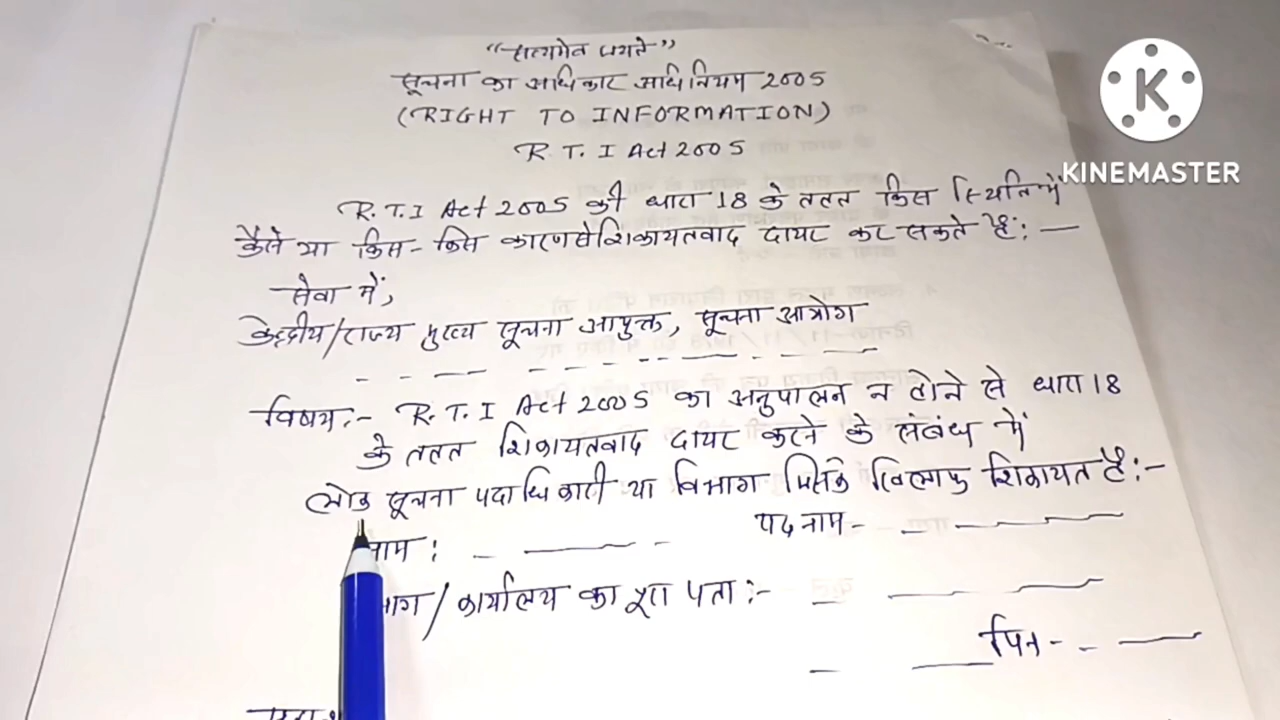 "सत्यमेव जयते"
सूचना का अधिकार अधिनियम 2005
(RIGHT TO INFORMATION)
R.T.I Act 2005
R.T.I Act 2005 की धारा 18 के तहत किस स्थिति में
कैसे या किस-किस कारण से शिकायतवाद दायर कर सकते हैं:—
सेवा में,
केन्द्रीय/राज्य मुख्य सूचना आयुक्त, सूचना आयोग
विषय:- R.T.I Act 2005 का अनुपालन न होने से धारा 18
के तहत शिकायतवाद दायर करने के संबंध में
लोक सूचना पदाधिकारी या विभाग जिसके खिलाफ शिकायत है:-
नाम: पदनाम-
भाग/कार्यालय का पूरा पता:-
पिन-
KINEMASTER